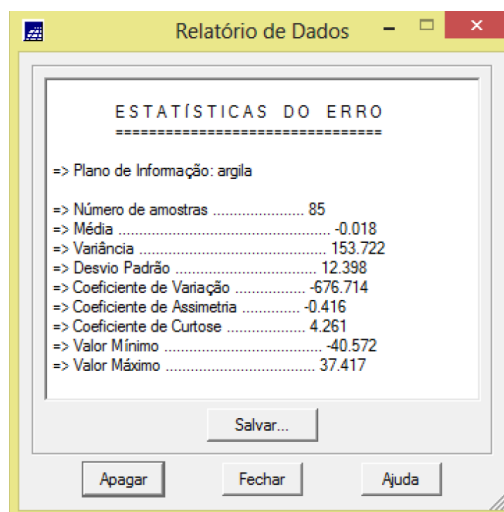 Relatório de Dados
ESTATÍSTICAS DO ERRO
================================
=> Plano de Informação: argila
=> Número de amostras ...................... 85
=> Média ................................................... -0.018
=> Variância ................................................ 153.722
=> Desvio Padrão .................................. 12.398
=> Coeficiente de Variação ................. -676.714
=> Coeficiente de Assimetria .............. -0.416
=> Coeficiente de Curtose ................... 4.261
=> Valor Mínimo ...................................... -40.572
=> Valor Máximo .................................... 37.417
Salvar...
Apagar Fechar Ajuda